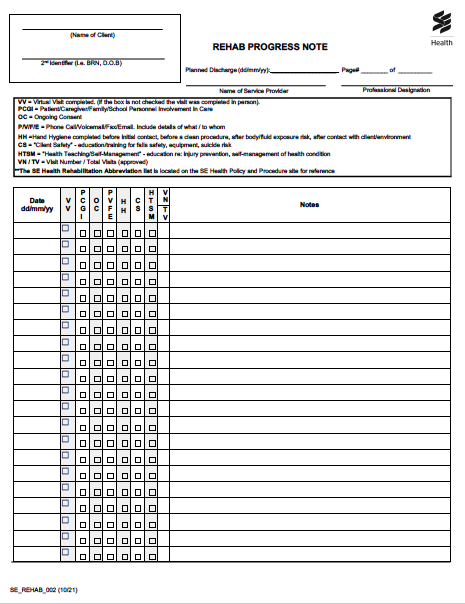 (Name of Client)
2nd Identifier (i.e. BRN, D.O.B)
Health
REHAB PROGRESS NOTE
Planned Discharge (dd/mm/yy): Page# of
Name of Service Provider Professional Designation
VV = Virtual Visit completed. (If the box is not checked the visit was completed in person).
PCGI = Patient/Caregiver/Family/School Personnel Involvement in Care
OC = Ongoing Consent
P/V/F/E = Phone Call/Voicemail/Fax/Email. Include details of what / to whom
HH = Hand Hygiene completed before initial contact, before a clean procedure, after body/fluid exposure risk, after contact with client/environment
CS = "Client Safety" - education/training for falls safety, equipment, suicide risk
HTSM = "Health Teaching/Self-Management" - education re: injury prevention, self-management of health condition
VN / TV = Visit Number / Total Visits (approved)
**The SE Health Rehabilitation Abbreviation list is located on the SE Health Policy and Procedure site for reference
Date dd/mm/yy VV PCGI OC PVFE HH CS HTSM VN TV Notes
SE_REHAB_002 (10/21)